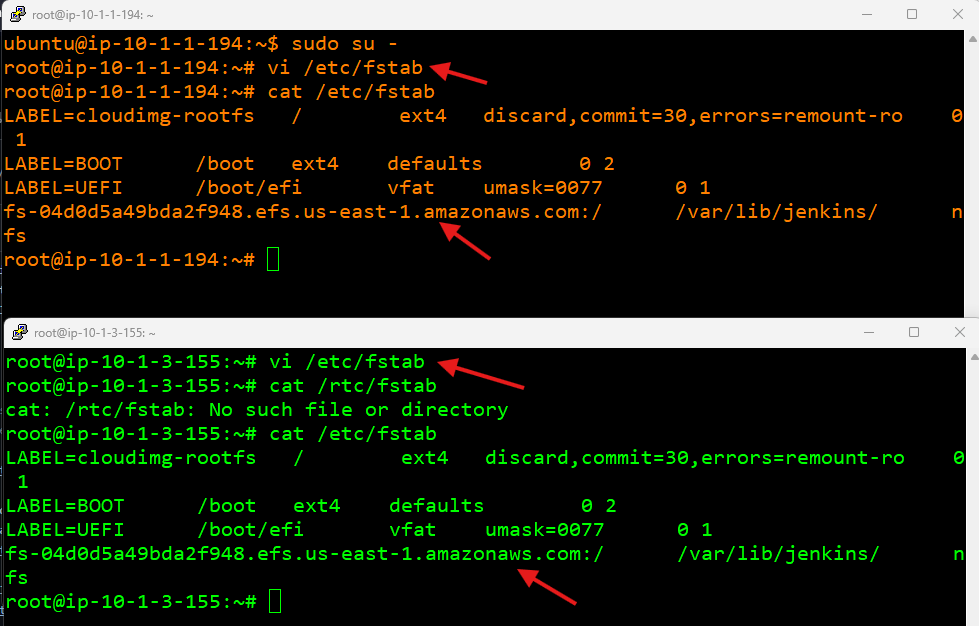 root@ip-10-1-1-194: ~
ubuntu@ip-10-1-1-194:~$ sudo su -
root@ip-10-1-1-194:~# vi /etc/fstab
root@ip-10-1-1-194:~# cat /etc/fstab
LABEL=cloudimg-rootfs   /        ext4   discard,commit=30,errors=remount-ro    0
 1
LABEL=BOOT      /boot   ext4    defaults        0 2
LABEL=UEFI      /boot/efi       vfat    umask=0077      0 1
fs-04d0d5a49bda2f948.efs.us-east-1.amazonaws.com:/      /var/lib/jenkins/      n
fs
root@ip-10-1-1-194:~#
root@ip-10-1-3-155: ~
root@ip-10-1-3-155:~# vi /etc/fstab
root@ip-10-1-3-155:~# cat /rtc/fstab
cat: /rtc/fstab: No such file or directory
root@ip-10-1-3-155:~# cat /etc/fstab
LABEL=cloudimg-rootfs   /        ext4   discard,commit=30,errors=remount-ro    0
 1
LABEL=BOOT      /boot   ext4    defaults        0 2
LABEL=UEFI      /boot/efi       vfat    umask=0077      0 1
fs-04d0d5a49bda2f948.efs.us-east-1.amazonaws.com:/      /var/lib/jenkins/      n
fs
root@ip-10-1-3-155:~#